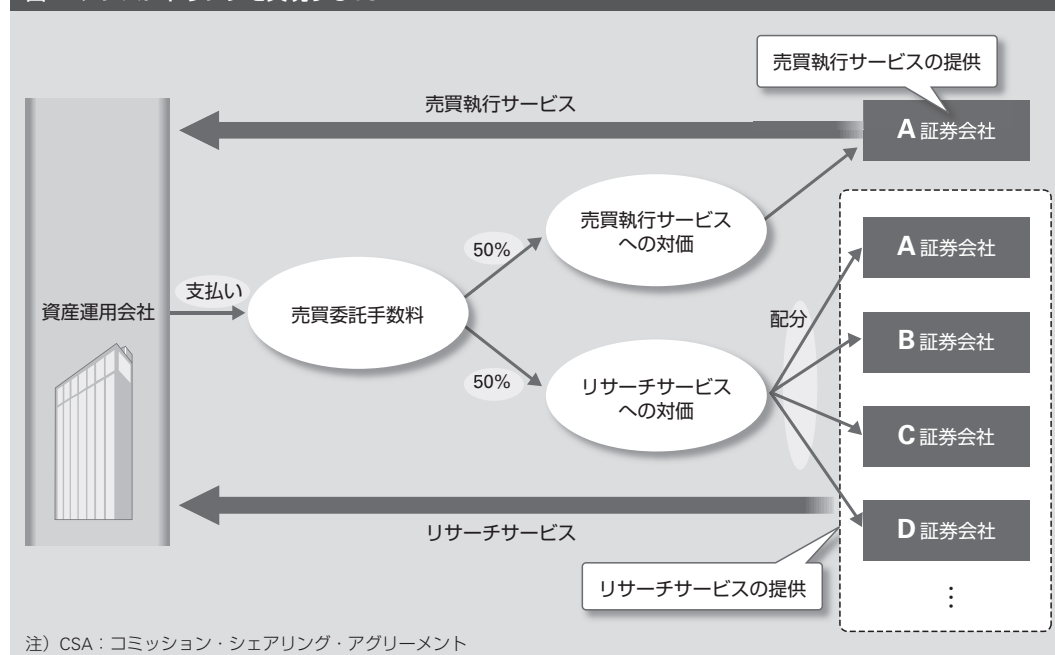 売買執行サービスの提供
売買執行サービス
A 証券会社
売買執行サービス
への対価
50%
A 証券会社
支払い
資産運用会社
売買委託手数料
配分
B 証券会社
50%
リサーチサービス
への対価
C 証券会社
リサーチサービス
D 証券会社
リサーチサービスの提供
⋮
注）CSA：コミッション・シェアリング・アグリーメント